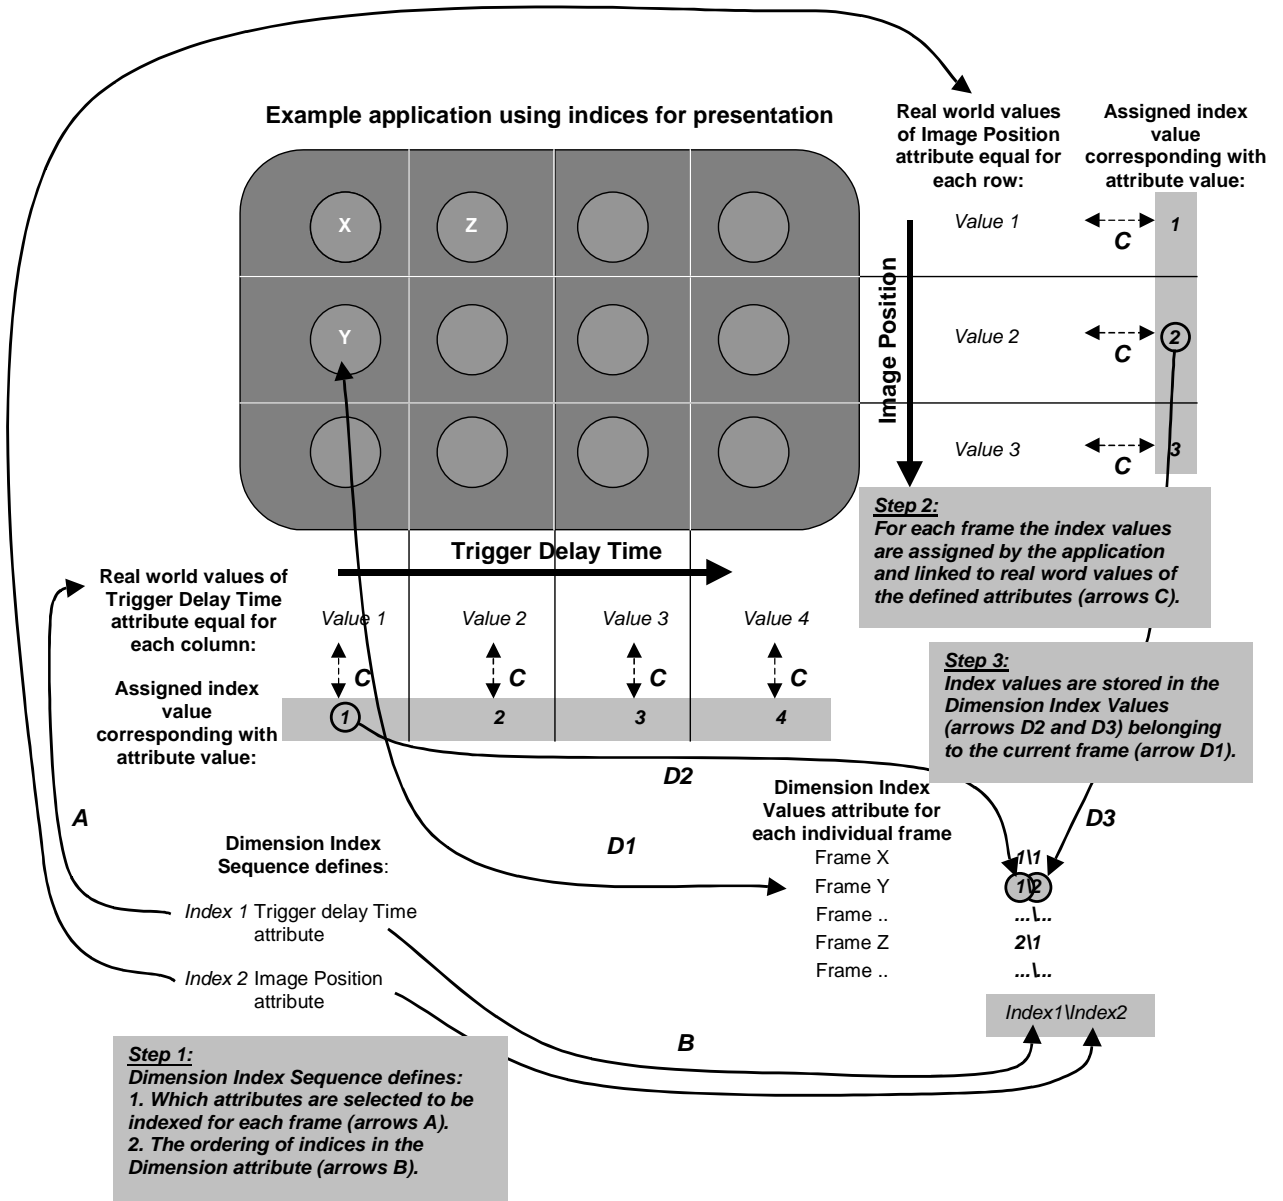 Example application using indices for presentation
Real world values
of Image Position
attribute equal for
each row:
Assigned index
value
corresponding with
attribute value:
X
Z
Y
Image Position
Value 1
C
1
Value 2
C
2
Value 3
C
3
Step 2:
For each frame the index values
are assigned by the application
and linked to real word values of
the defined attributes (arrows C).
Trigger Delay Time
Real world values of
Trigger Delay Time
attribute equal for
each column:
Value 1
Value 2
Value 3
Value 4
C
C
C
C
Assigned index
value
corresponding with
attribute value:
1
2
3
4
Step 3:
Index values are stored in the
Dimension Index Values
(arrows D2 and D3) belonging
to the current frame (arrow D1).
D2
A
D1
D3
Dimension Index
Values attribute for
each individual frame
Frame X 1\1
Frame Y 1\2
Frame .. ...\...
Frame Z 2\1
Frame .. ...\...
Index1\Index2
Dimension Index
Sequence defines:
Index 1 Trigger delay Time
attribute
Index 2 Image Position
attribute
B
Step 1:
Dimension Index Sequence defines:
1. Which attributes are selected to be
indexed for each frame (arrows A).
2. The ordering of indices in the
Dimension attribute (arrows B).